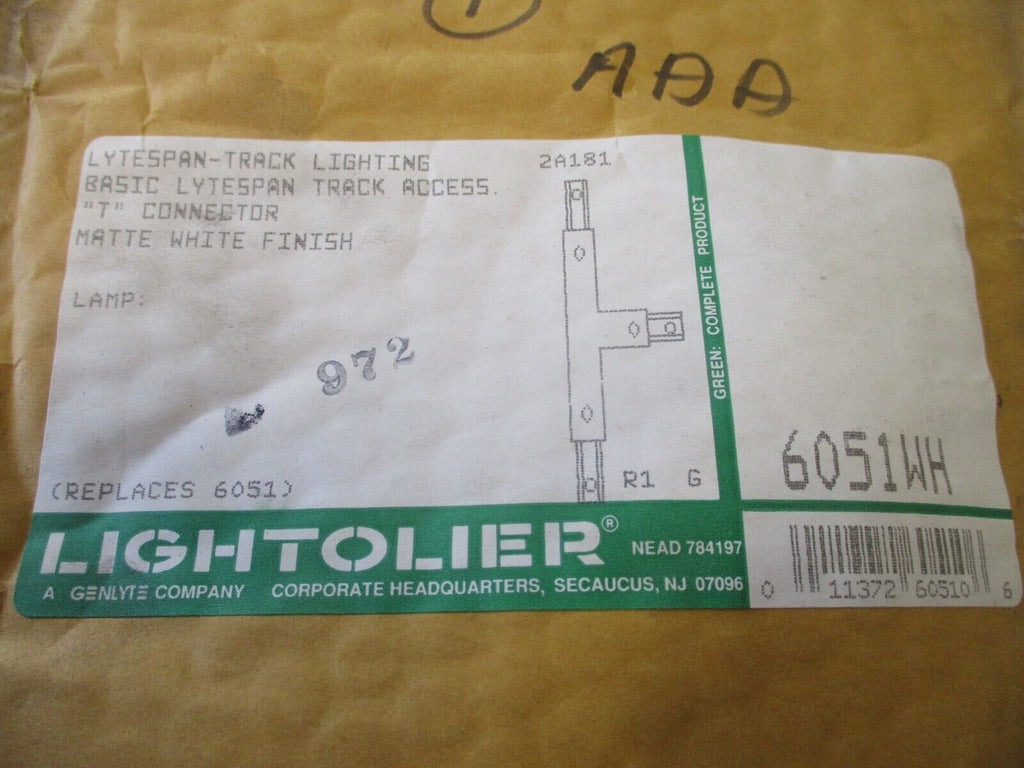 1
AAA
LYTESPAN-TRACK LIGHTING
2A181
BASIC LYTESPAN TRACK ACCESS.
"T" CONNECTOR
MATTE WHITE FINISH
LAMP:
972
GREEN: COMPLETE PRODUCT
(REPLACES 6051)
R1 G
6051WH
LIGHTOLIER®
NEAD 784197
A GENLYTE COMPANY CORPORATE HEADQUARTERS, SECAUCUS, NJ 07096
0 11372 60510 6